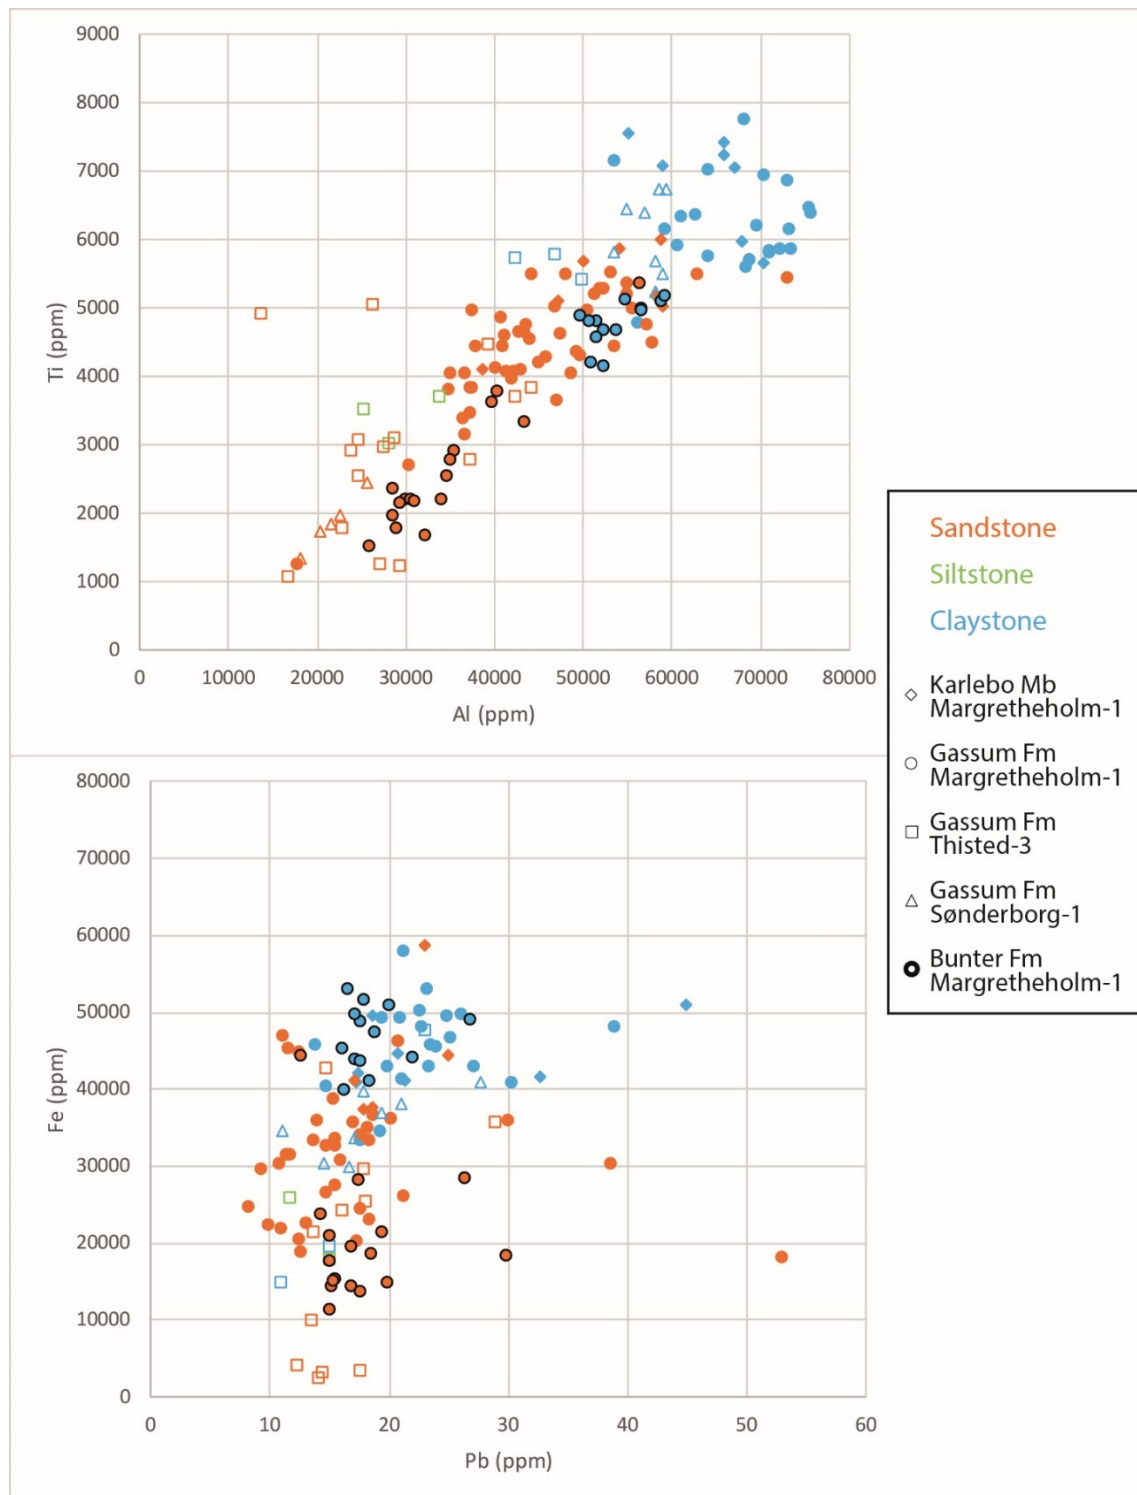 9000
8000
7000
6000
5000
4000
3000
2000
1000
0
Ti (ppm)
0 10000 20000 30000 40000 50000 60000 70000 80000
Al (ppm)
80000
70000
60000
50000
40000
30000
20000
10000
0
Fe (ppm)
0 10 20 30 40 50 60
Pb (ppm)
Sandstone
Siltstone
Claystone
Karlebo Mb
Margretheholm-1
Gassum Fm
Margretheholm-1
Gassum Fm
Thisted-3
Gassum Fm
Sønderborg-1
Bunter Fm
Margretheholm-1